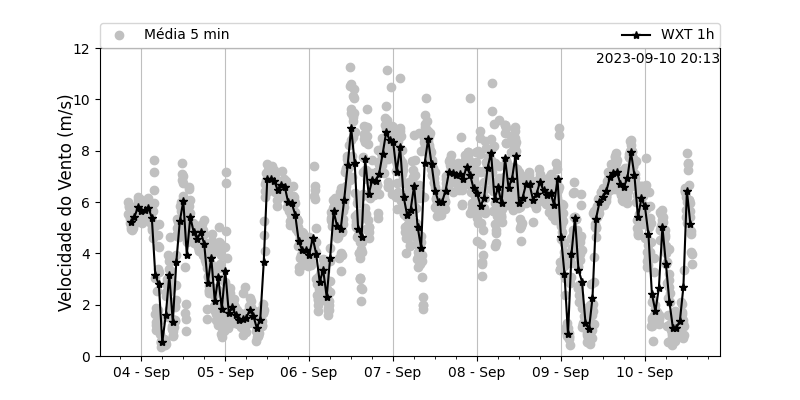 Média 5 min
WXT 1h
2023-09-10 20:13
Velocidade do Vento (m/s)
12
10
8
6
4
2
0
04 - Sep 05 - Sep 06 - Sep 07 - Sep 08 - Sep 09 - Sep 10 - Sep